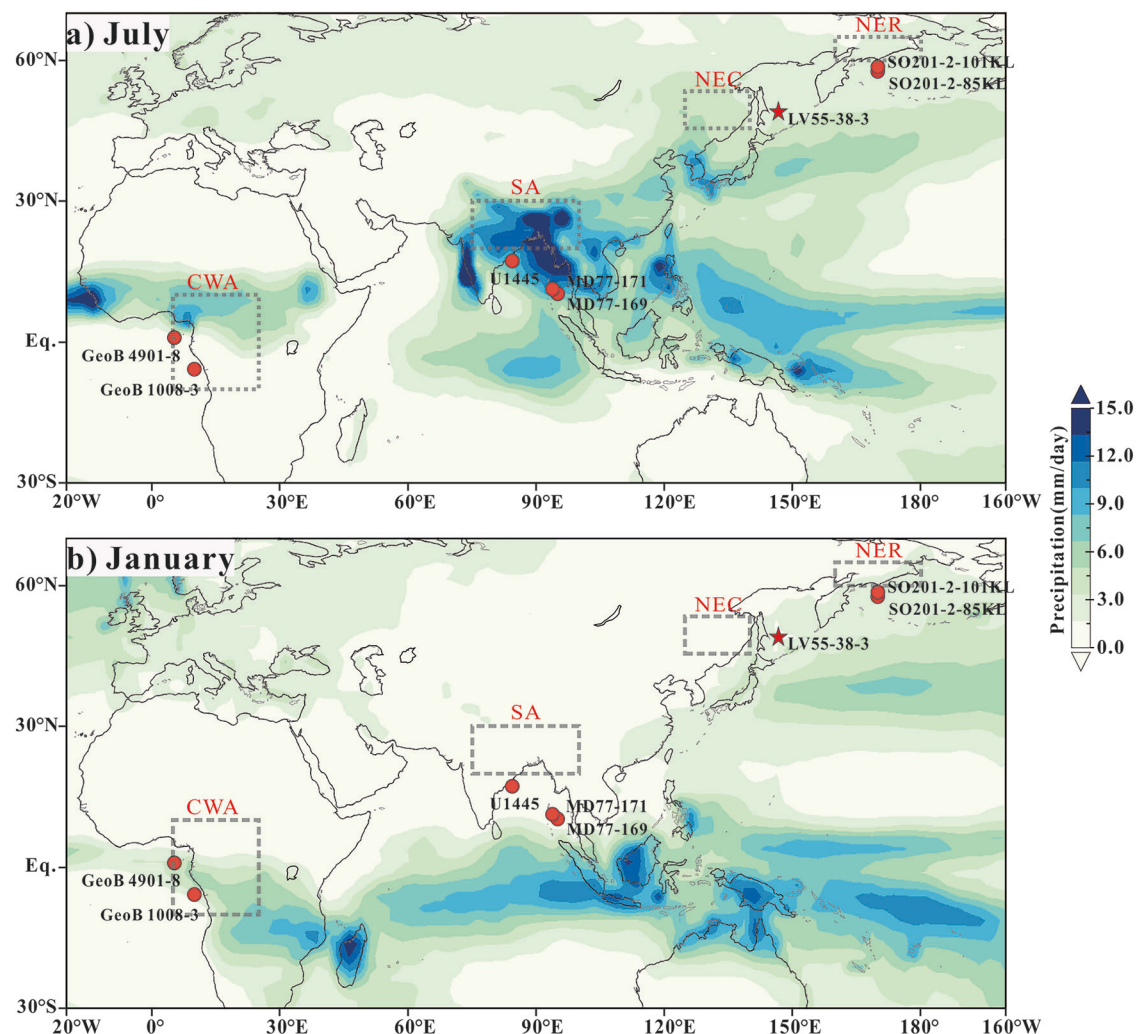 a) July
NER
60°N
SO201-2-101KL
SO201-2-85KL
NEC
LV55-38-3
30°N
SA
U1445
MD77-171
MD77-169
CWA
Eq.
GeoB 4901-8
GeoB 1008-3
30°S
20°W
0°
30°E
60°E
90°E
120°E
150°E
180°
160°W
15.0
12.0
9.0
6.0
3.0
0.0
Precipitation(mm/day)
b) January
NER
60°N
SO201-2-101KL
SO201-2-85KL
NEC
LV55-38-3
30°N
SA
U1445
MD77-171
MD77-169
CWA
Eq.
GeoB 4901-8
GeoB 1008-3
30°S
20°W
0°
30°E
60°E
90°E
120°E
150°E
180°
160°W